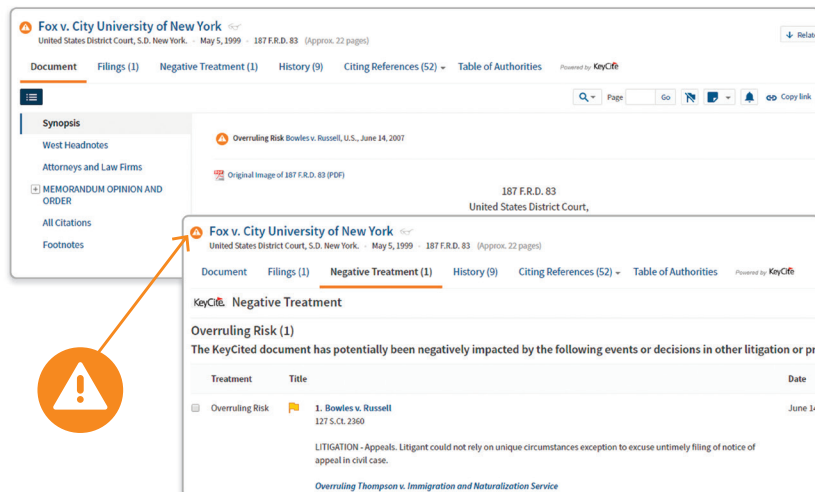 Fox v. City University of New York
United States District Court, S.D. New York. May 5, 1999 187 F.R.D. 83 (Approx. 22 pages)
Relate
Document Filings (1) Negative Treatment (1) History (9) Citing References (52) Table of Authorities Powered by KeyCite
Page Go Copy link
Synopsis
West Headnotes
Attorneys and Law Firms
MEMORANDUM OPINION AND
ORDER
All Citations
Footnotes
Overruling Risk Bowles v. Russell, U.S., June 14, 2007
Original Image of 187 F.R.D. 83 (PDF)
187 F.R.D. 83
United States District Court,
Fox v. City University of New York
United States District Court, S.D. New York. May 5, 1999 187 F.R.D. 83 (Approx. 22 pages)
Document Filings (1) Negative Treatment (1) History (9) Citing References (52) Table of Authorities Powered by KeyCite
KeyCite. Negative Treatment
Overruling Risk (1)
The KeyCited document has potentially been negatively impacted by the following events or decisions in other litigation or pr
Treatment Title Date
Overruling Risk 1. Bowles v. Russell June 14
127 S.Ct. 2360
LITIGATION - Appeals. Litigant could not rely on unique circumstances exception to excuse untimely filing of notice of
appeal in civil case.
Overruling Thompson v. Immigration and Naturalization Service